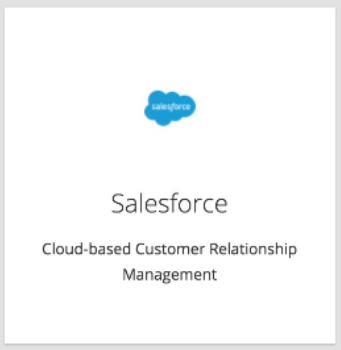 salesforce
Salesforce
Cloud-based Customer Relationship
Management